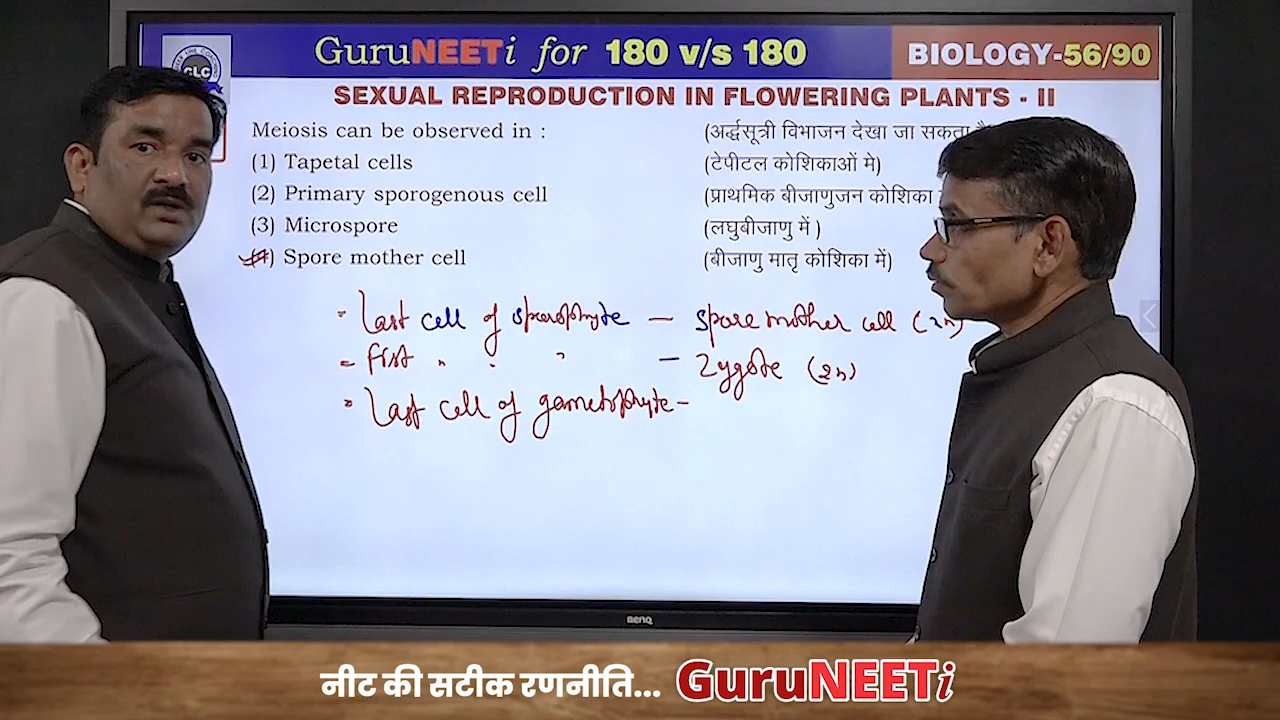 GuruNEETi for 180 v/s 180
BIOLOGY-56/90
CLC
SEXUAL REPRODUCTION IN FLOWERING PLANTS - II
Meiosis can be observed in : (अर्द्धसूत्री विभाजन देखा जा सकता
(1) Tapetal cells (टेपीटल कोशिकाओं मे)
(2) Primary sporogenous cell (प्राथमिक बीजाणुजन कोशिका
(3) Microspore (लघुबीजाणु में )
(4) Spore mother cell (बीजाणु मातृ कोशिका में)
Last cell of sporophyte — spore mother cell (2n)
= first " " " — Zygote (2n)
Last cell of gametophyte -
BenQ
नीट की सटीक रणनीति... GuruNEETi